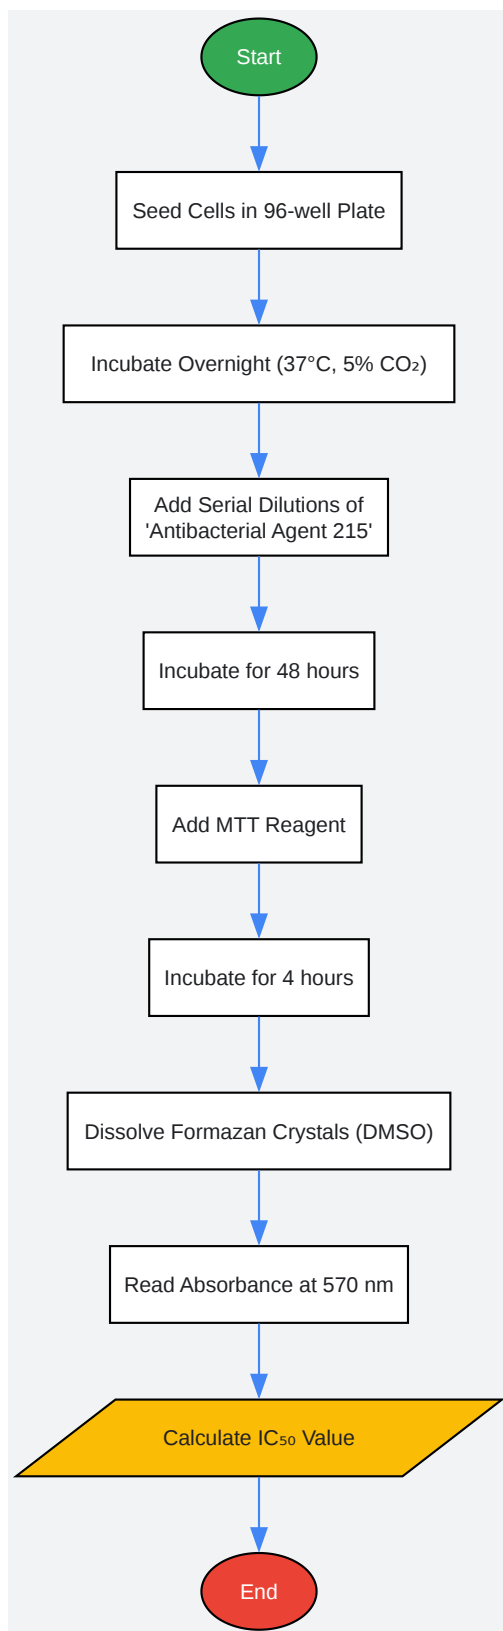 Start
Seed Cells in 96-well Plate
Incubate Overnight (37°C, 5% CO₂)
Add Serial Dilutions of
'Antibacterial Agent 215'
Incubate for 48 hours
Add MTT Reagent
Incubate for 4 hours
Dissolve Formazan Crystals (DMSO)
Read Absorbance at 570 nm
Calculate IC₅₀ Value
End